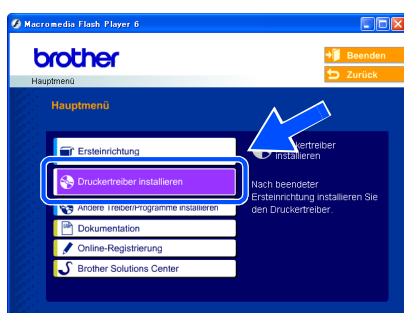 Macromedia Flash Player 6
brother
Beenden
Zurück
Hauptmenü
Hauptmenü
Ersteinrichtung
Druckertreiber installieren
Andere Treiber/Programme installieren
Dokumentation
Online-Registrierung
Brother Solutions Center
kertreiber
installieren
Nach beendeter
Ersteinrichtung installieren Sie
den Druckertreiber.